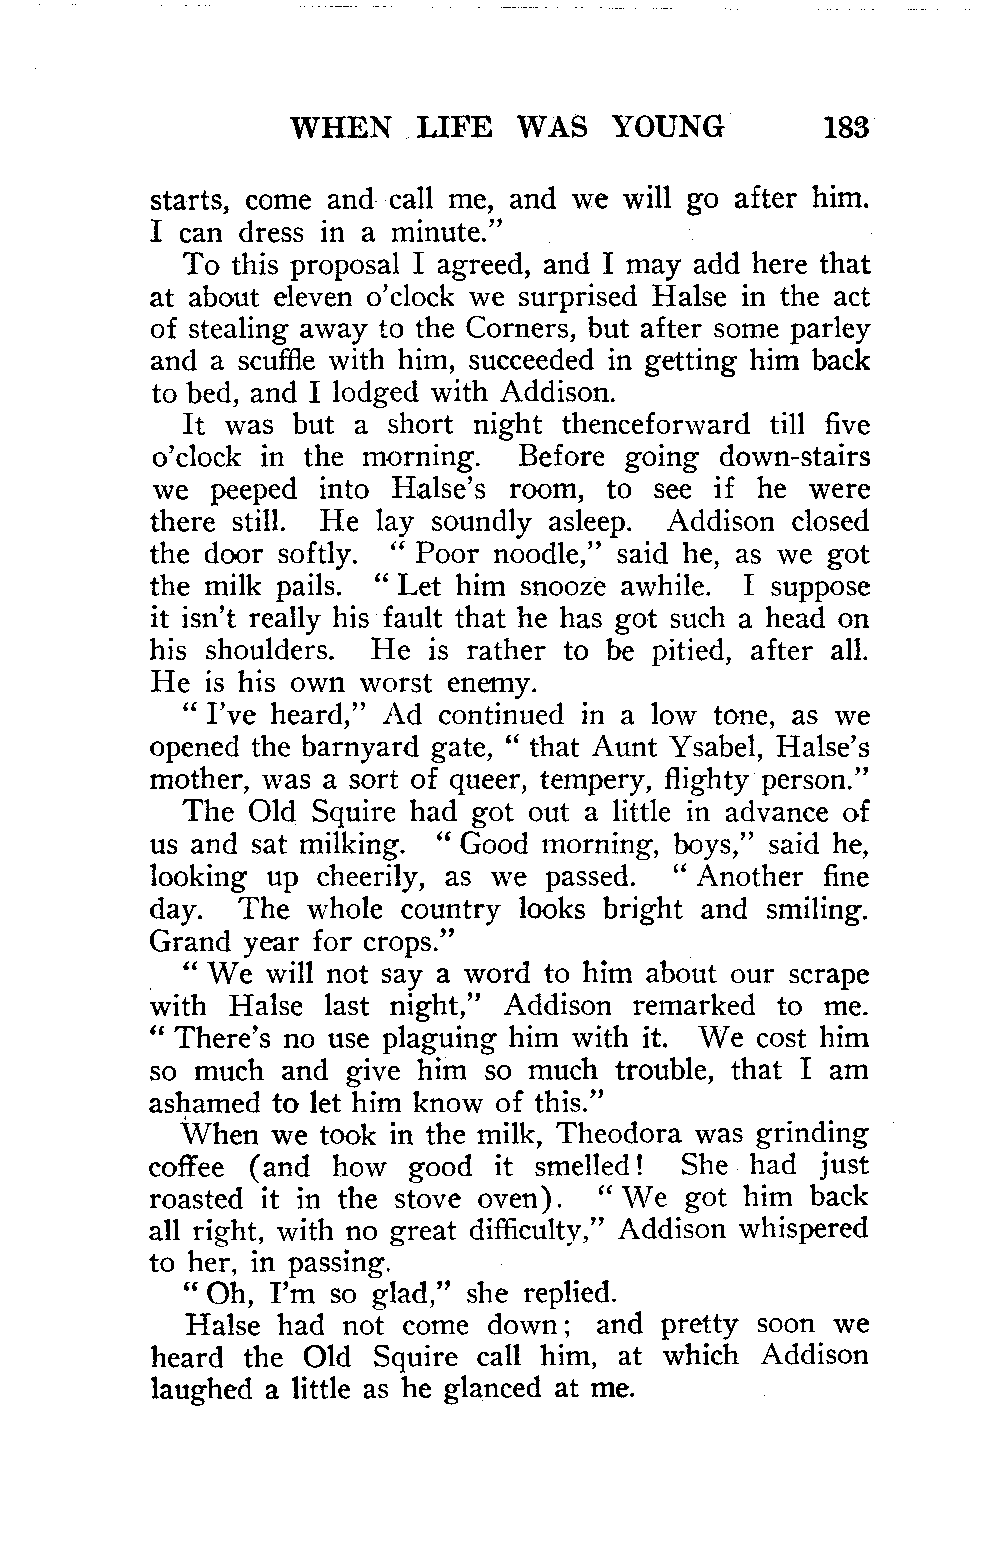 WHEN LIFE WAS YOUNG 183
starts, come and call me, and we will go after him.
I can dress in a minute.”
To this proposal I agreed, and I may add here that
at about eleven o’clock we surprised Halse in the act
of stealing away to the Corners, but after some parley
and a scuffle with him, succeeded in getting him back
to bed, and I lodged with Addison.
It was but a short night thenceforward till five
o’clock in the morning. Before going down-stairs
we peeped into Halse’s room, to see if he were
there still. He lay soundly asleep. Addison closed
the door softly. “ Poor noodle,” said he, as we got
the milk pails. “ Let him snooze awhile. I suppose
it isn’t really his fault that he has got such a head on
his shoulders. He is rather to be pitied, after all.
He is his own worst enemy.
“ I’ve heard,” Ad continued in a low tone, as we
opened the barnyard gate, “ that Aunt Ysabel, Halse’s
mother, was a sort of queer, tempery, flighty person.”
The Old Squire had got out a little in advance of
us and sat milking. “ Good morning, boys,” said he,
looking up cheerily, as we passed. “ Another fine
day. The whole country looks bright and smiling.
Grand year for crops.”
“ We will not say a word to him about our scrape
with Halse last night,” Addison remarked to me.
“ There’s no use plaguing him with it. We cost him
so much and give him so much trouble, that I am
ashamed to let him know of this.”
When we took in the milk, Theodora was grinding
coffee (and how good it smelled! She had just
roasted it in the stove oven). “ We got him back
all right, with no great difficulty,” Addison whispered
to her, in passing.
“ Oh, I’m so glad,” she replied.
Halse had not come down; and pretty soon we
heard the Old Squire call him, at which Addison
laughed a little as he glanced at me.